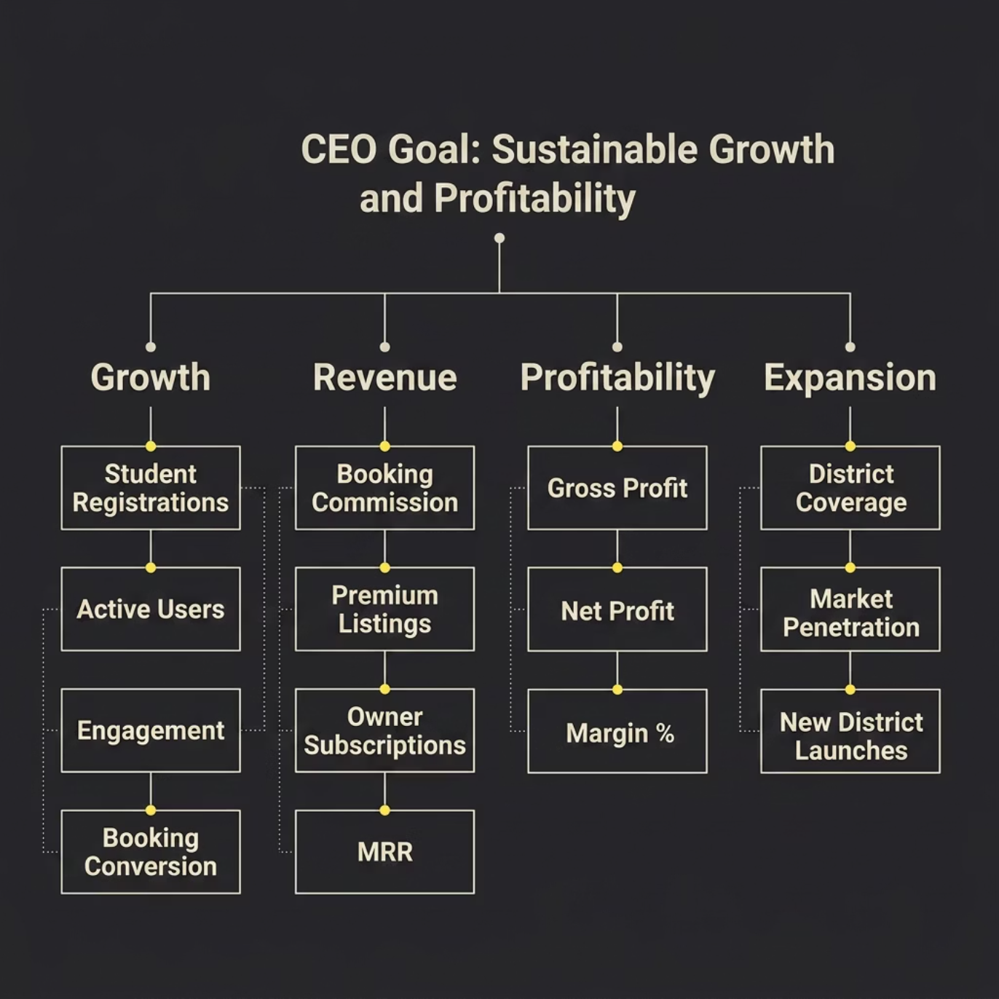 CEO Goal: Sustainable Growth
and Profitability
Growth
Revenue
Profitability
Expansion
Student
Registrations
Active Users
Engagement
Booking
Conversion
Booking
Commission
Premium
Listings
Owner
Subscriptions
MRR
Gross Profit
Net Profit
Margin %
District
Coverage
Market
Penetration
New District
Launches